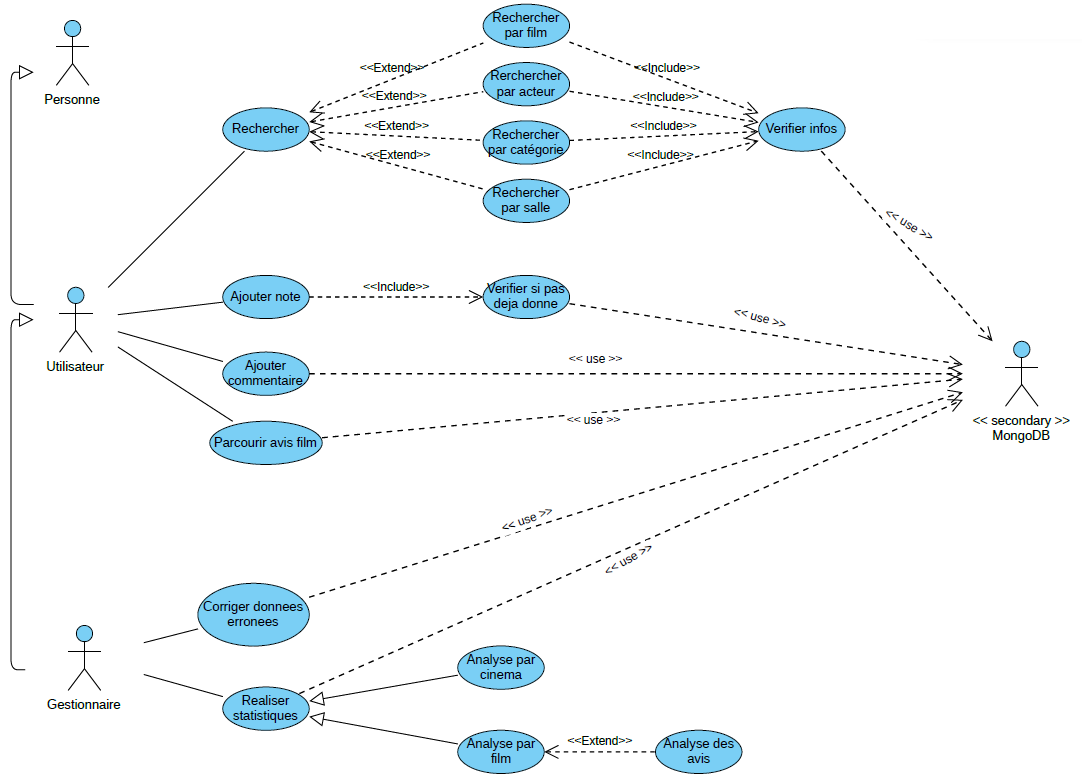 Rechercher
par film
Personne
<<Extend>>
<<Include>>
Rerchercher
par acteur
<<Extend>>
<<Include>>
Rechercher
<<Extend>>
Rechercher
par catégorie
<<Include>>
Verifier infos
<<Extend>>
<<Include>>
Rechercher
par salle
<< use >>
Utilisateur
Ajouter note
<<Include>>
Verifier si pas
deja donne
<< use >>
Ajouter
commentaire
<< use >>
Parcourir avis film
<< use >>
<< secondary >>
MongoDB
<< use >>
<< use >>
Corriger donnees
erronees
Gestionnaire
Realiser
statistiques
Analyse par
cinema
Analyse par
film
<<Extend>>
Analyse des
avis